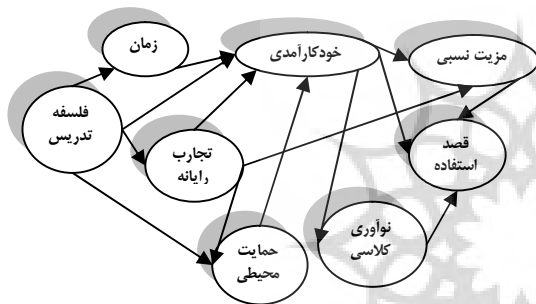 زمان
خودکارآمدی
مزیت نسبی
فلسفه
تدریس
تجارب
رایانه
قصد
استفاده
نوآوری
کلاسی
حمایت
محیطی